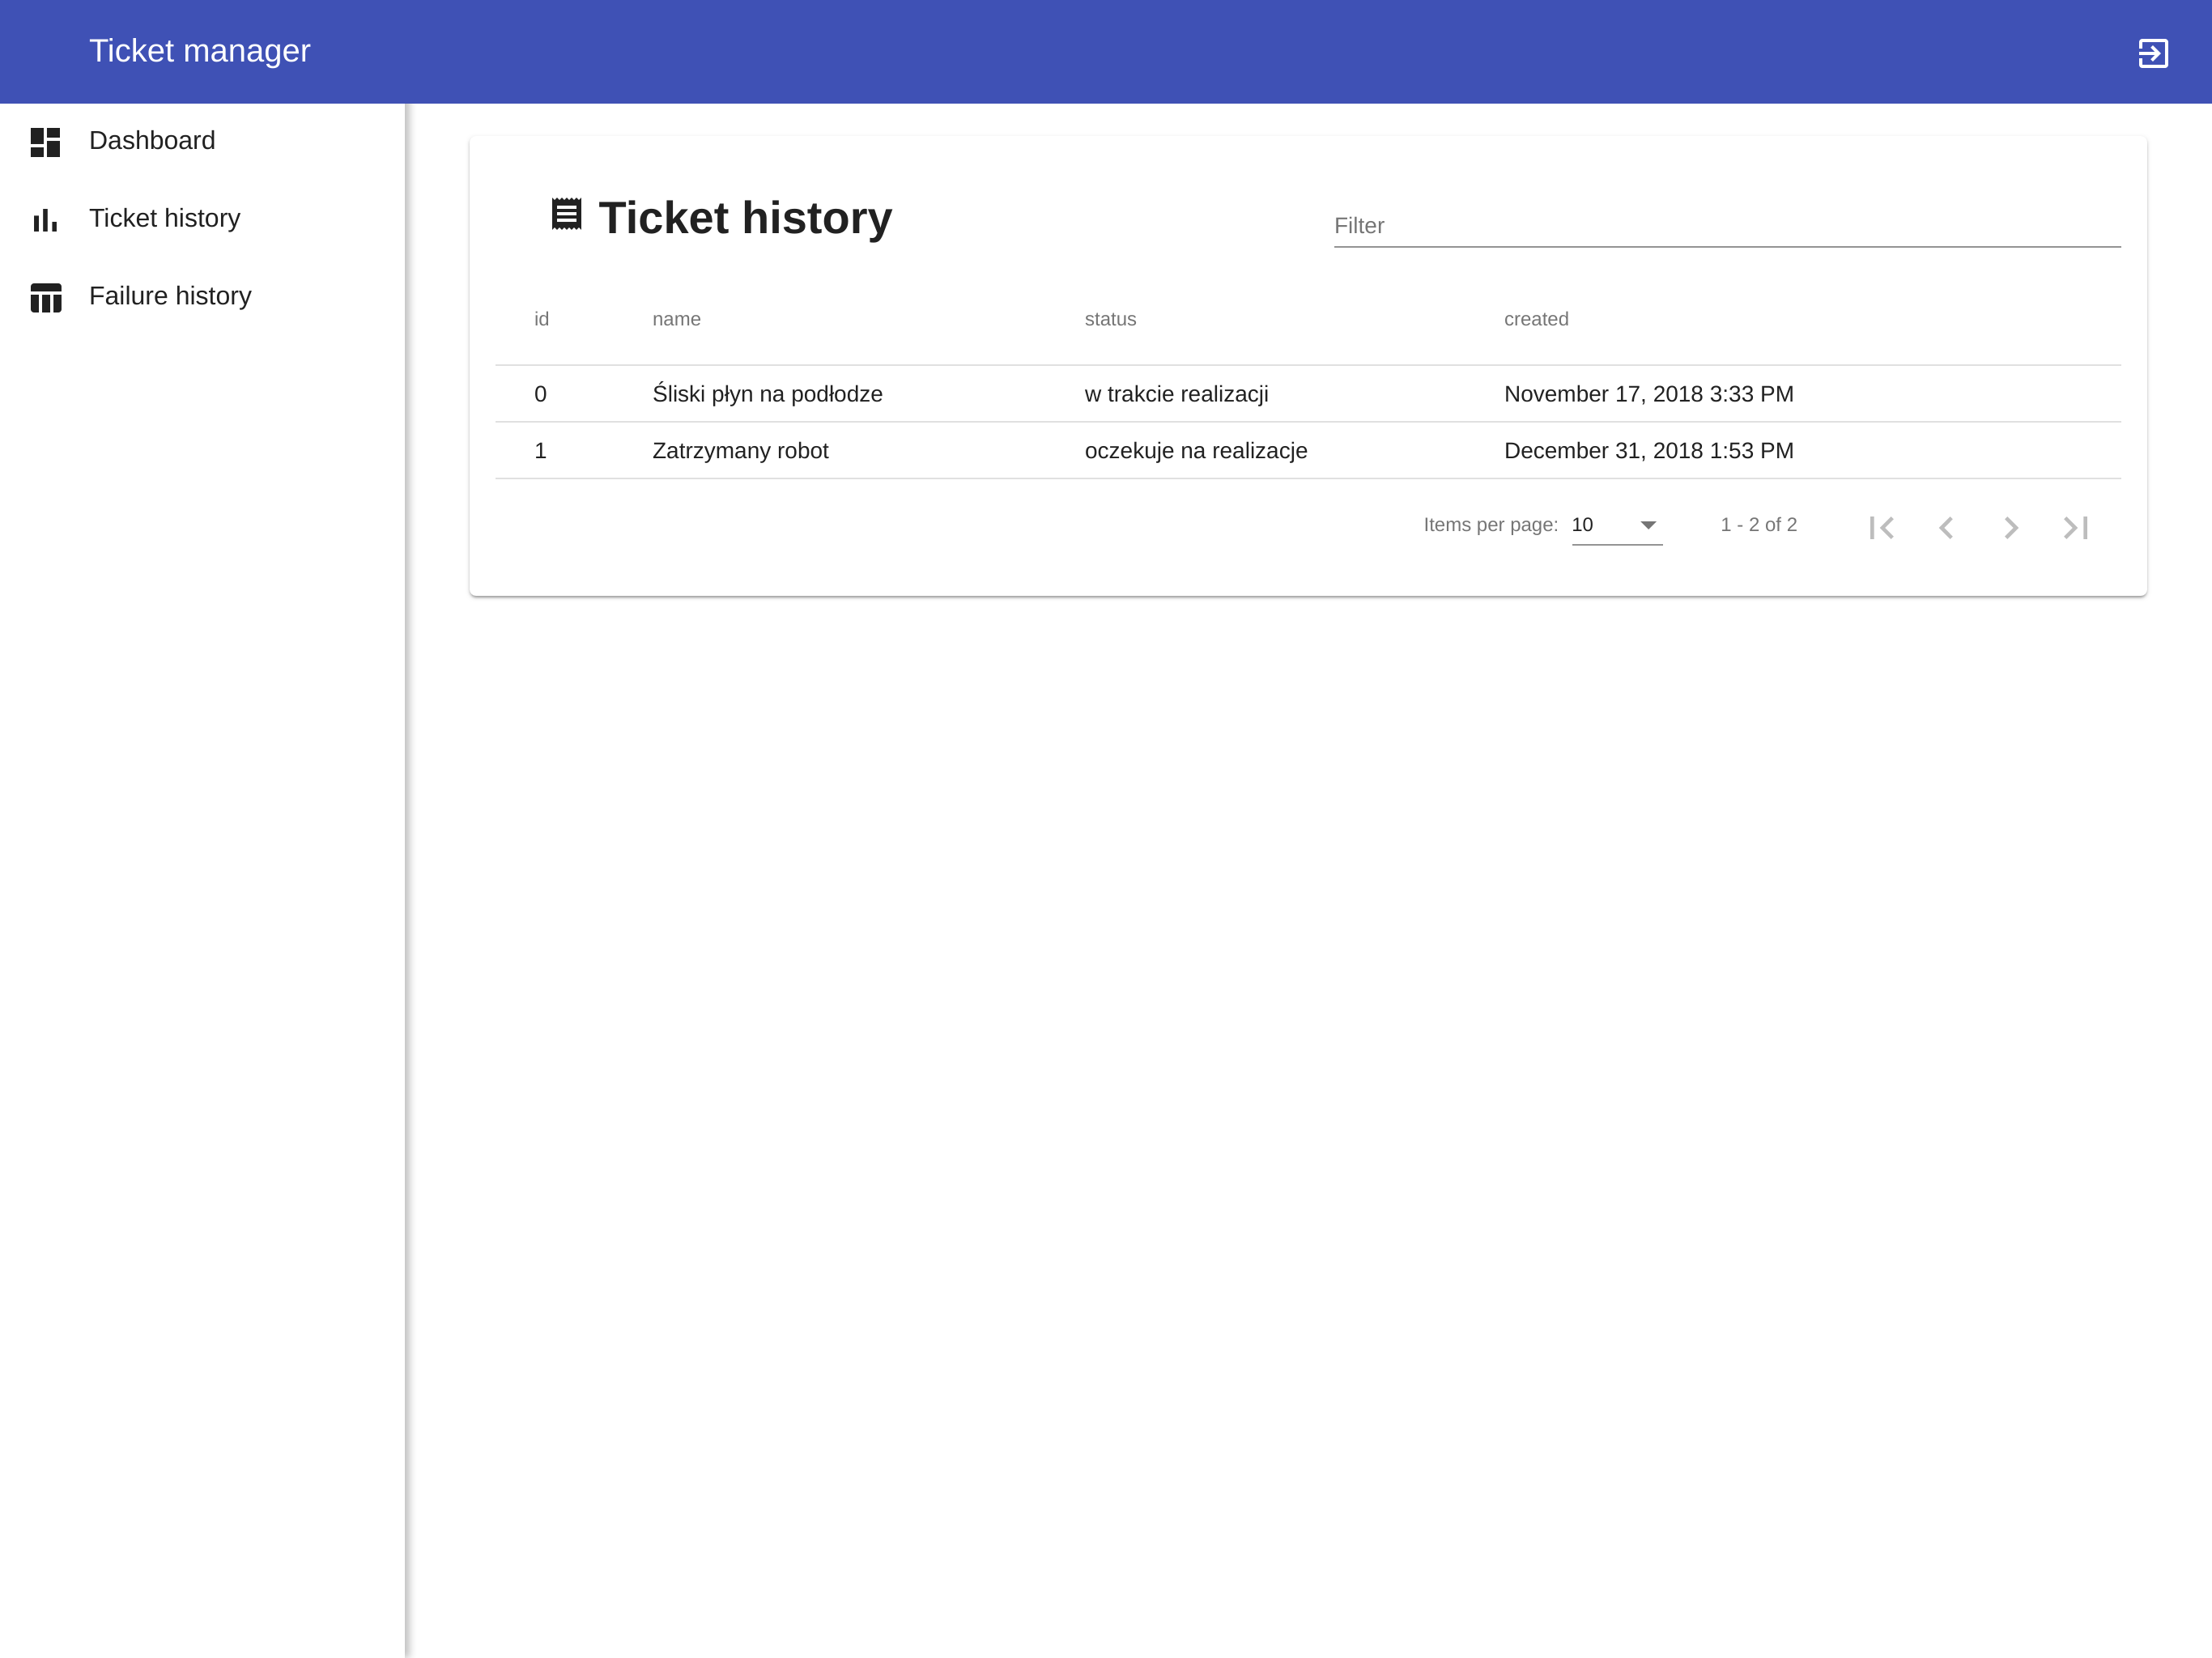 Ticket manager
Dashboard
Ticket history
Failure history
Ticket history
Filter
id name status created
0 Śliski płyn na podłodze w trakcie realizacji November 17, 2018 3:33 PM
1 Zatrzymany robot oczekuje na realizacje December 31, 2018 1:53 PM
Items per page: 10 1 - 2 of 2